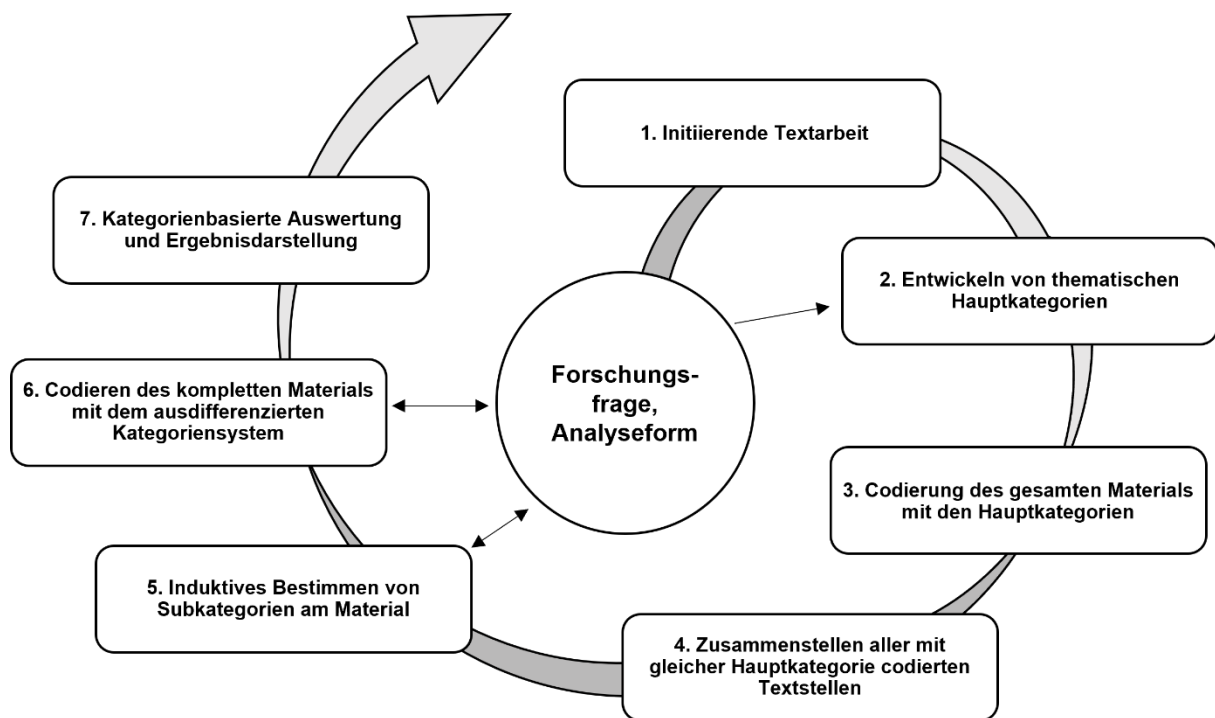 1. Initiierende Textarbeit
2. Entwickeln von thematischen
Hauptkategorien
3. Codierung des gesamten Materials
mit den Hauptkategorien
4. Zusammenstellen aller mit
gleicher Hauptkategorie codierten
Textstellen
5. Induktives Bestimmen von
Subkategorien am Material
6. Codieren des kompletten Materials
mit dem ausdifferenzierten
Kategoriensystem
7. Kategorienbasierte Auswertung
und Ergebnisdarstellung
Forschungs-
frage,
Analyseform